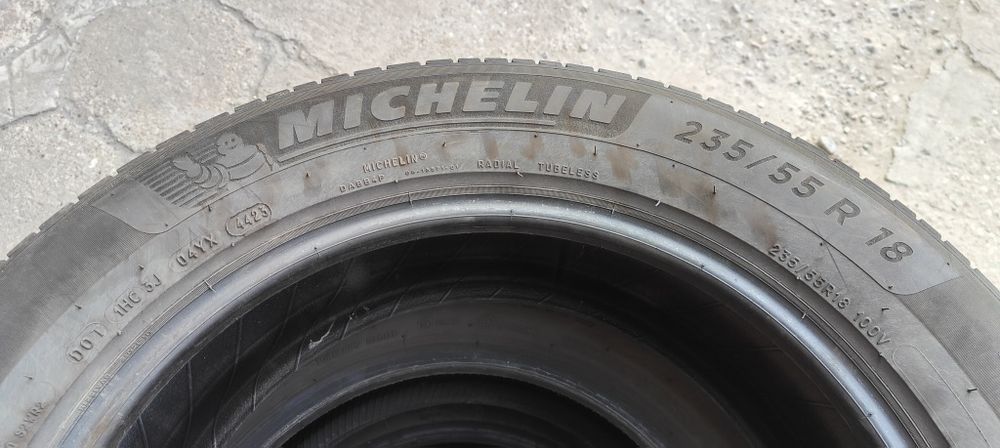 MICHELIN
235/55 R 18
MICHELIN®
RADIAL TUBELESS
DOT 1HC 5J 04YX 4423
235/55R18 100V